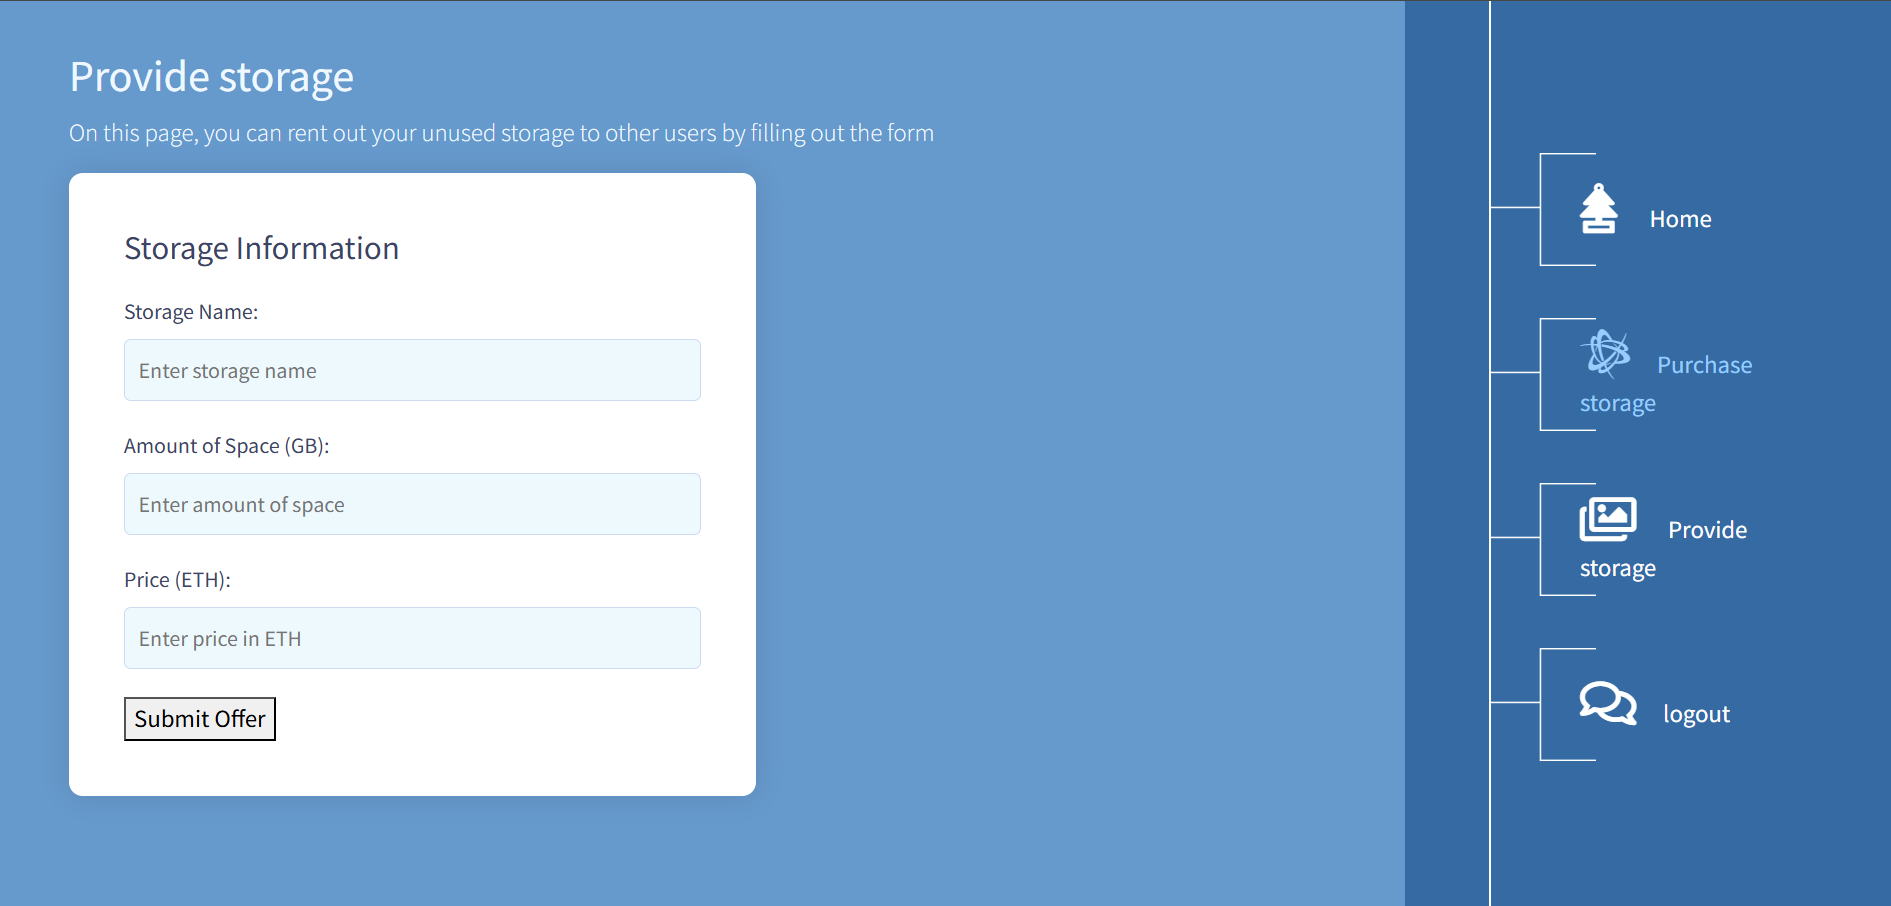 Provide storage
On this page, you can rent out your unused storage to other users by filling out the form
Storage Information
Storage Name:
Enter storage name
Amount of Space (GB):
Enter amount of space
Price (ETH):
Enter price in ETH
Submit Offer
Home
Purchase
storage
Provide
storage
logout